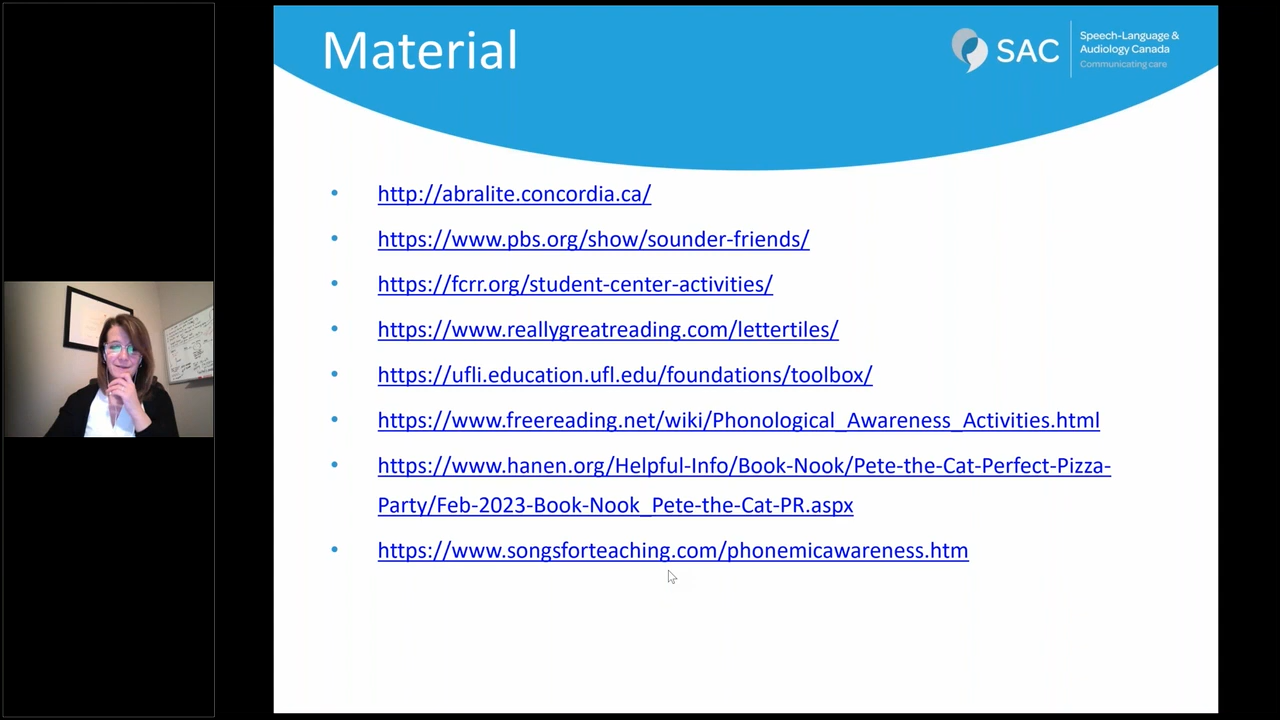 Material
SAC
Speech-Language &
Audiology Canada
Communicating care
• http://abralite.concordia.ca/
• https://www.pbs.org/show/sounder-friends/
• https://fcrr.org/student-center-activities/
• https://www.reallygreatreading.com/lettertiles/
• https://ufli.education.ufl.edu/foundations/toolbox/
• https://www.freereading.net/wiki/Phonological_Awareness_Activities.html
• https://www.hanen.org/Helpful-Info/Book-Nook/Pete-the-Cat-Perfect-Pizza-
Party/Feb-2023-Book-Nook_Pete-the-Cat-PR.aspx
• https://www.songsforteaching.com/phonemicawareness.htm